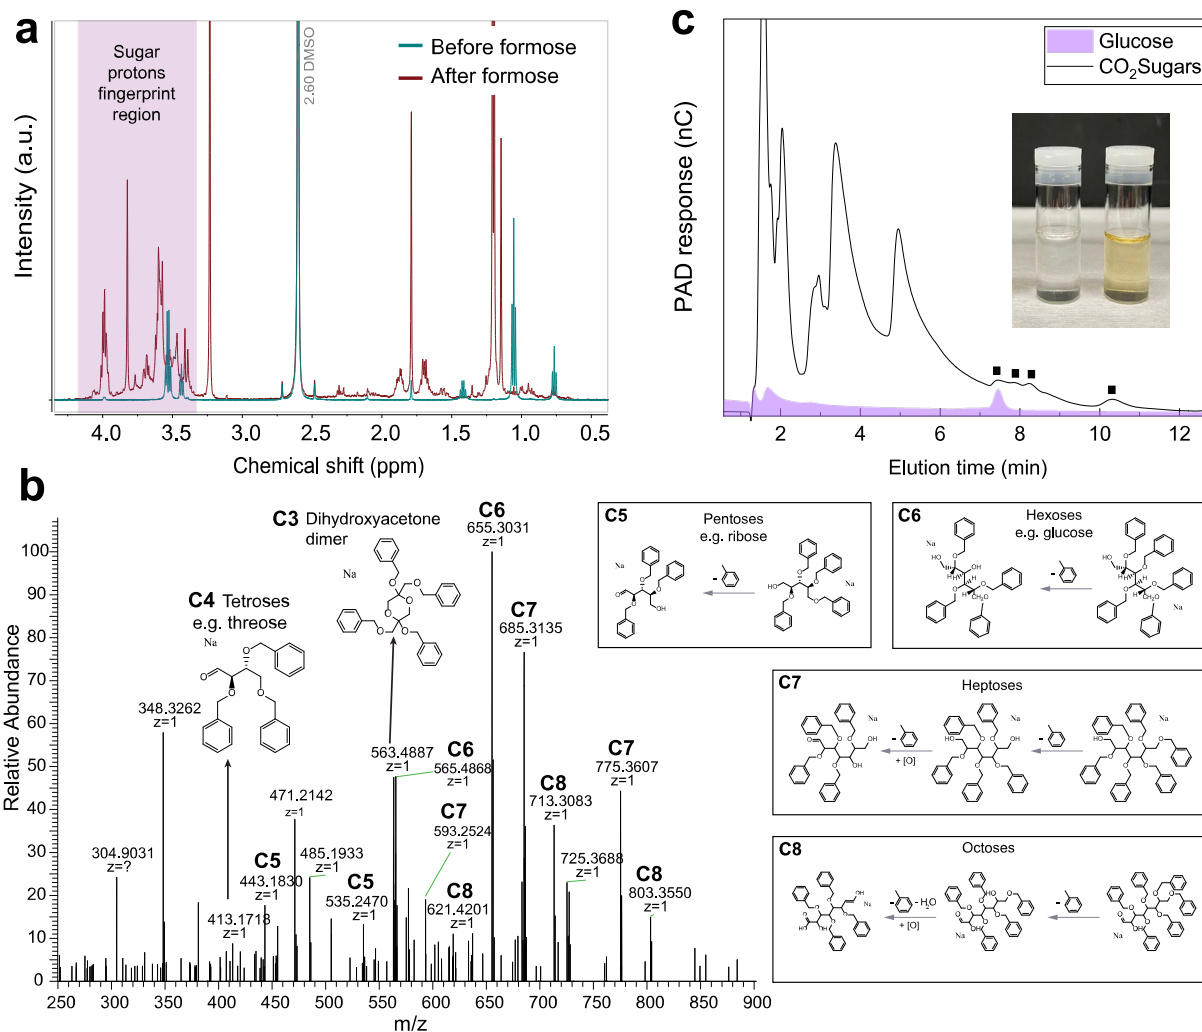 a
Sugar
protons
fingerprint
region
2.60 DMSO
Before formose
After formose
Intensity (a.u.)
4.0
3.5
3.0
2.5
2.0
1.5
1.0
0.5
Chemical shift (ppm)
c
Glucose
CO2Sugars
PAD response (nC)
2
4
6
8
10
12
Elution time (min)
b
Relative Abundance
100
90
80
70
60
50
40
30
20
10
0
250
300
350
400
450
500
550
600
650
700
750
800
850
900
m/z
304.9031
z=?
348.3262
z=1
C4 Tetroses
e.g. threose
Na
413.1718
z=1
C5
443.1830
z=1
471.2142
z=1
485.1933
z=1
C3 Dihydroxyacetone
dimer
Na
C5
535.2470
z=1
563.4887
z=1
C6
565.4868
z=1
C7
593.2524
z=1
C8
621.4201
z=1
C6
655.3031
z=1
C7
685.3135
z=1
C8
713.3083
z=1
725.3688
z=1
C7
775.3607
z=1
C8
803.3550
z=1
C5
Pentoses
e.g. ribose
Na
Na
C6
Hexoses
e.g. glucose
Na
Na
C7
Heptoses
Na
+ [O]
Na
Na
C8
Octoses
- H2O
+ [O]
Na
Na